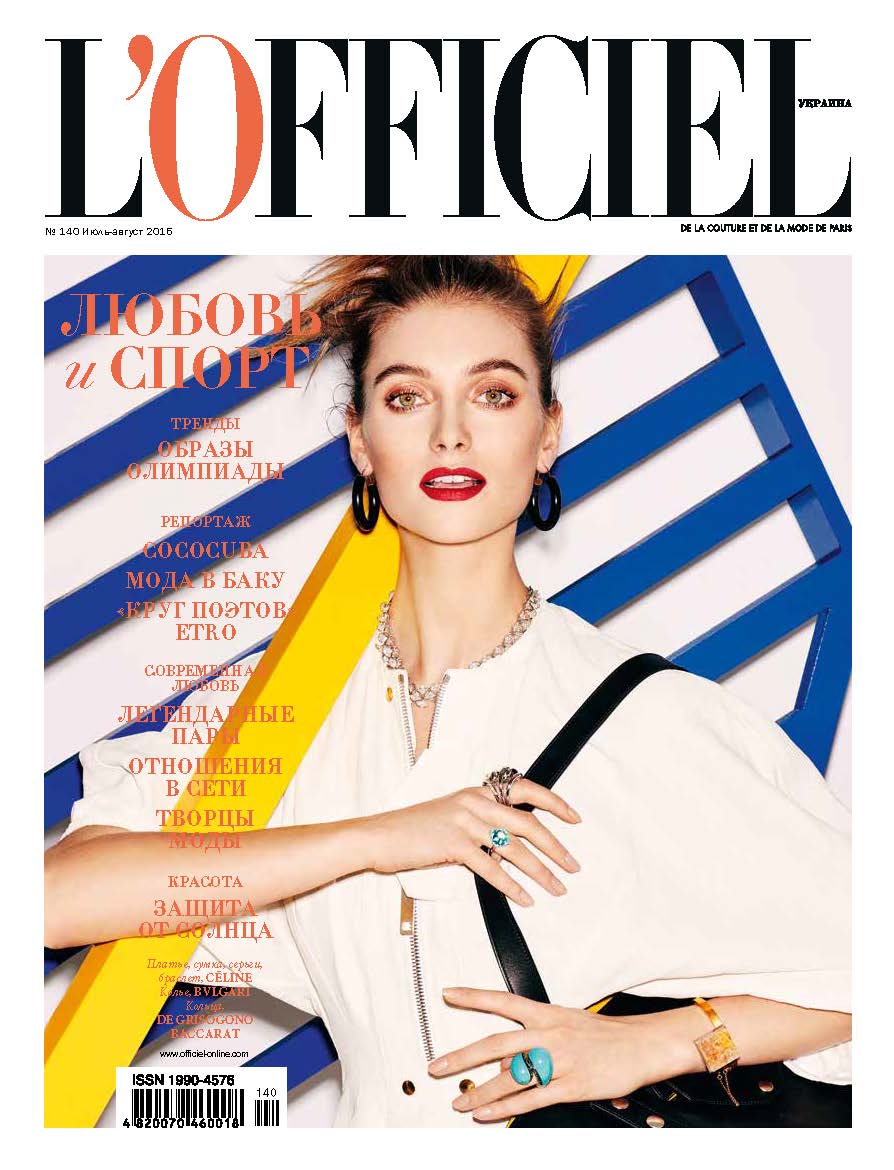 L'OFFICIEL
УКРАИНА
№ 140 Июль-август 2016
DE LA COUTURE ET DE LA MODE DE PARIS
ЛЮБОВЬ
и СПОРТ
ТРЕНДЫ
ОБРАЗЫ
ОЛИМПИАДЫ
РЕПОРТАЖ
COCOCUBA
МОДА В БАКУ
«КРУГ ПОЭТОВ»
ETRO
СОВРЕМЕННАЯ
ЛЮБОВЬ
ЛЕГЕНДАРНЫЕ
ПАРЫ
ОТНОШЕНИЯ
В СЕТИ
ТВОРЦЫ
МОДЫ
КРАСОТА
ЗАЩИТА
ОТ СОЛНЦА
Платье, сумка, серьги,
браслет, CÉLINE
Колье, BVLGARI
Кольца,
DE GRISOGONO
BACCARAT
www.officiel-online.com
ISSN 1990-4576
140
4 820070 460018